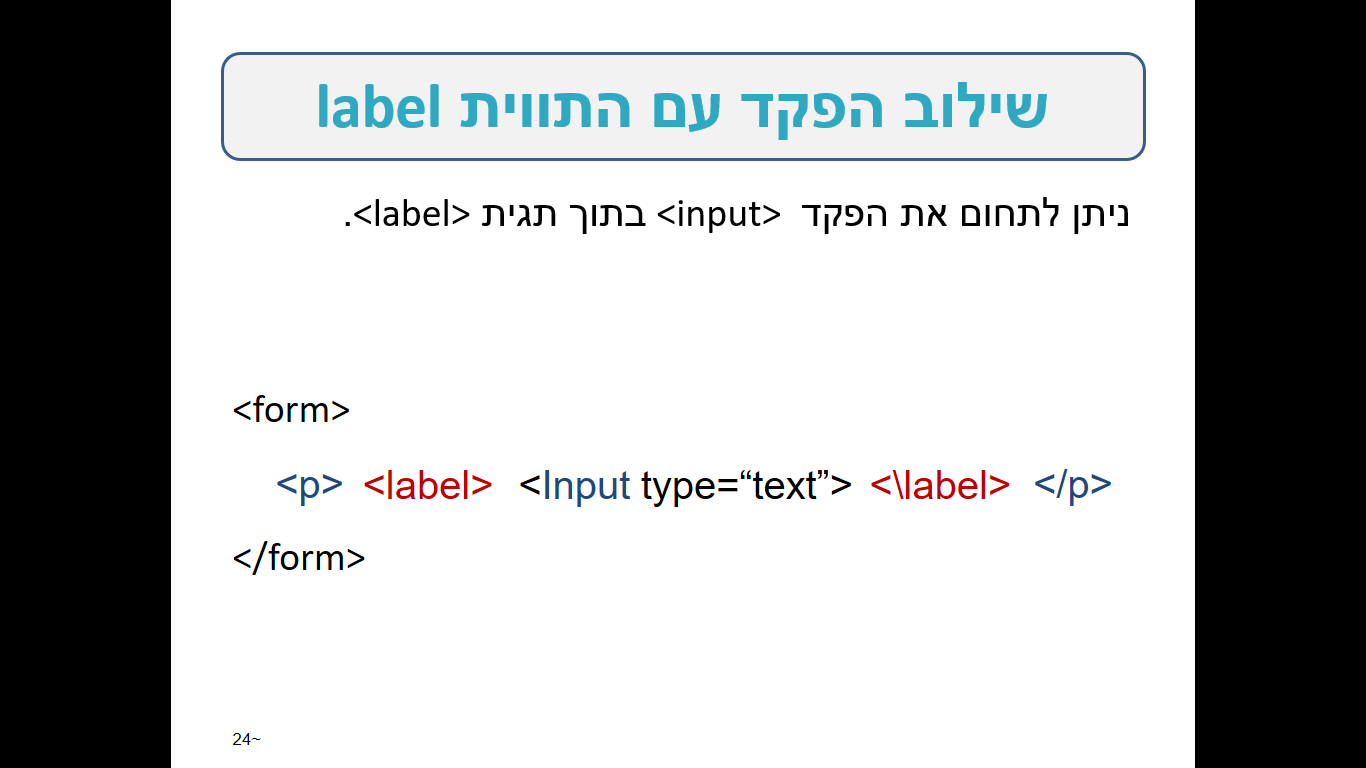 שילוב הפקד עם התווית label
ניתן לתחום את הפקד <input> בתוך תגית <label>.
<form>
<p> <label> <Input type=“text”> <\label> </p>
</form>
24~